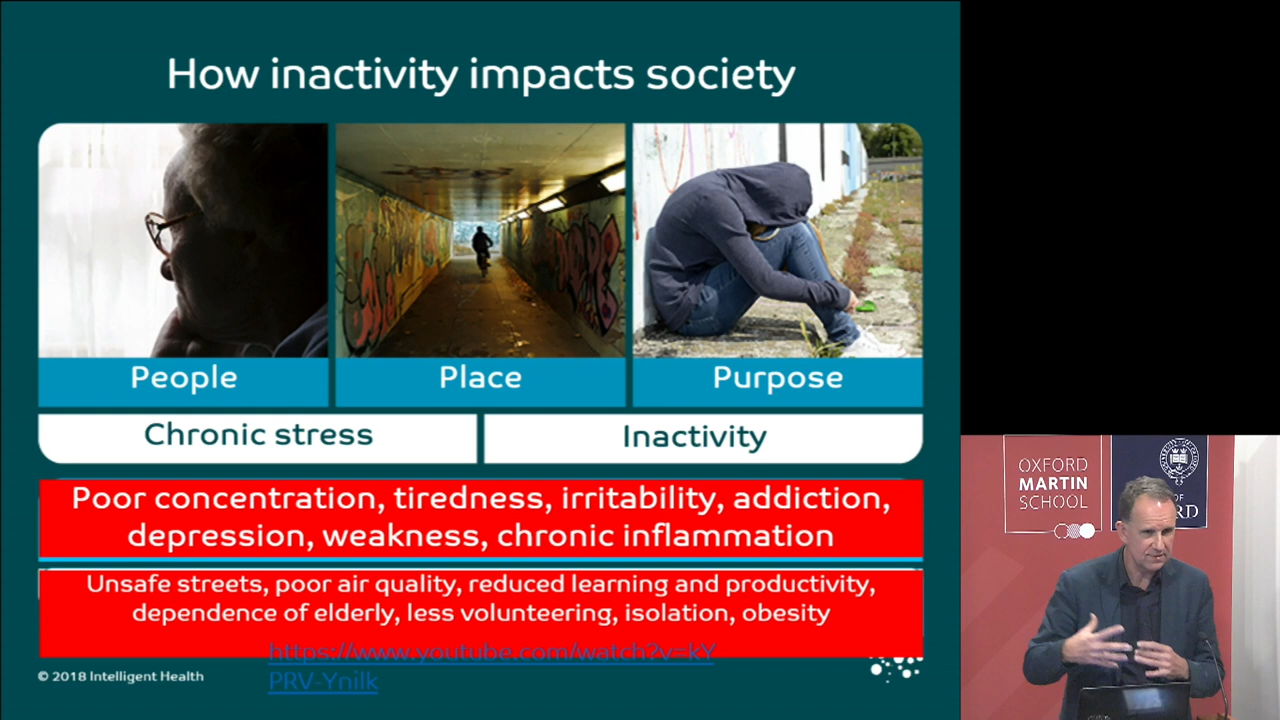 How inactivity impacts society
People
Place
Purpose
Chronic stress
Inactivity
Poor concentration, tiredness, irritability, addiction,
depression, weakness, chronic inflammation
Unsafe streets, poor air quality, reduced learning and productivity,
dependence of elderly, less volunteering, isolation, obesity
https://www.youtube.com/watch?v=kY
PRV-Ynilk
© 2018 Intelligent Health
OXFORD
MARTIN
SCHOOL
OF
RD